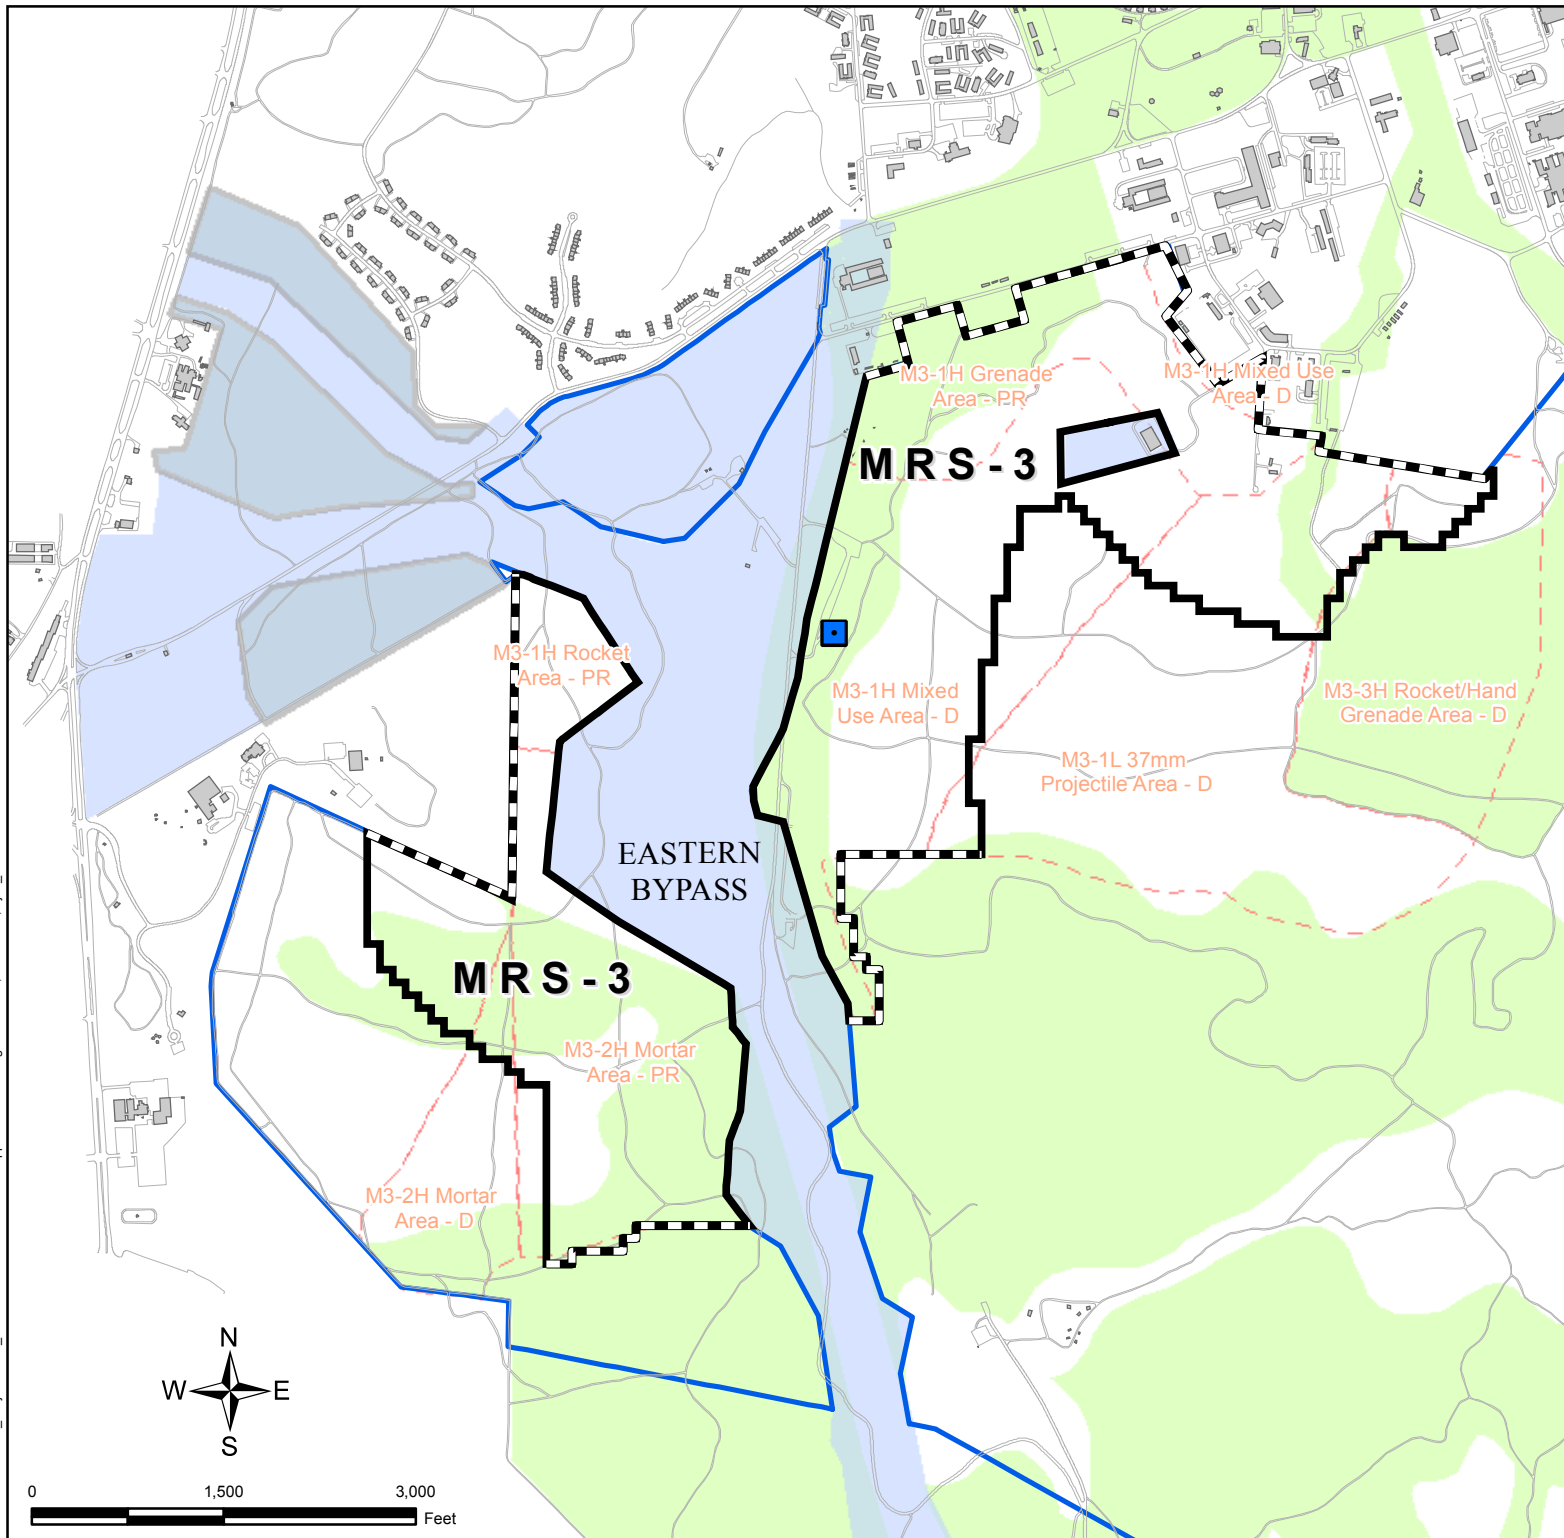 M3-1H Grenade
Area - PR
M3-1H Mixed Use
Area - D
MRS-3
M3-1H Rocket
Area - PR
M3-1H Mixed
Use Area - D
M3-3H Rocket/Hand
Grenade Area - D
M3-1L 37mm
Projectile Area - D
EASTERN
BYPASS
MRS-3
M3-2H Mortar
Area - PR
M3-2H Mortar
Area - D
N
W E
S
0 1,500 3,000
Feet